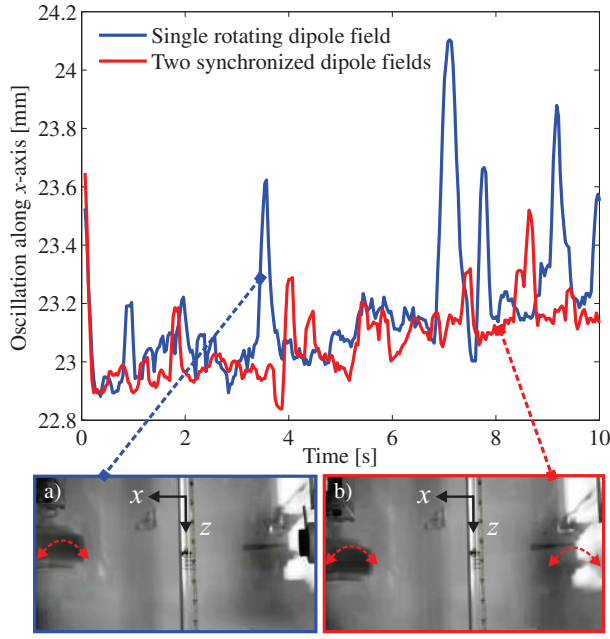 24.2
24
23.8
23.6
23.4
23.2
23
22.8
Oscillation along x-axis [mm]
Single rotating dipole field
Two synchronized dipole fields
0 2 4 6 8 10
Time [s]
a) x z
b) x z